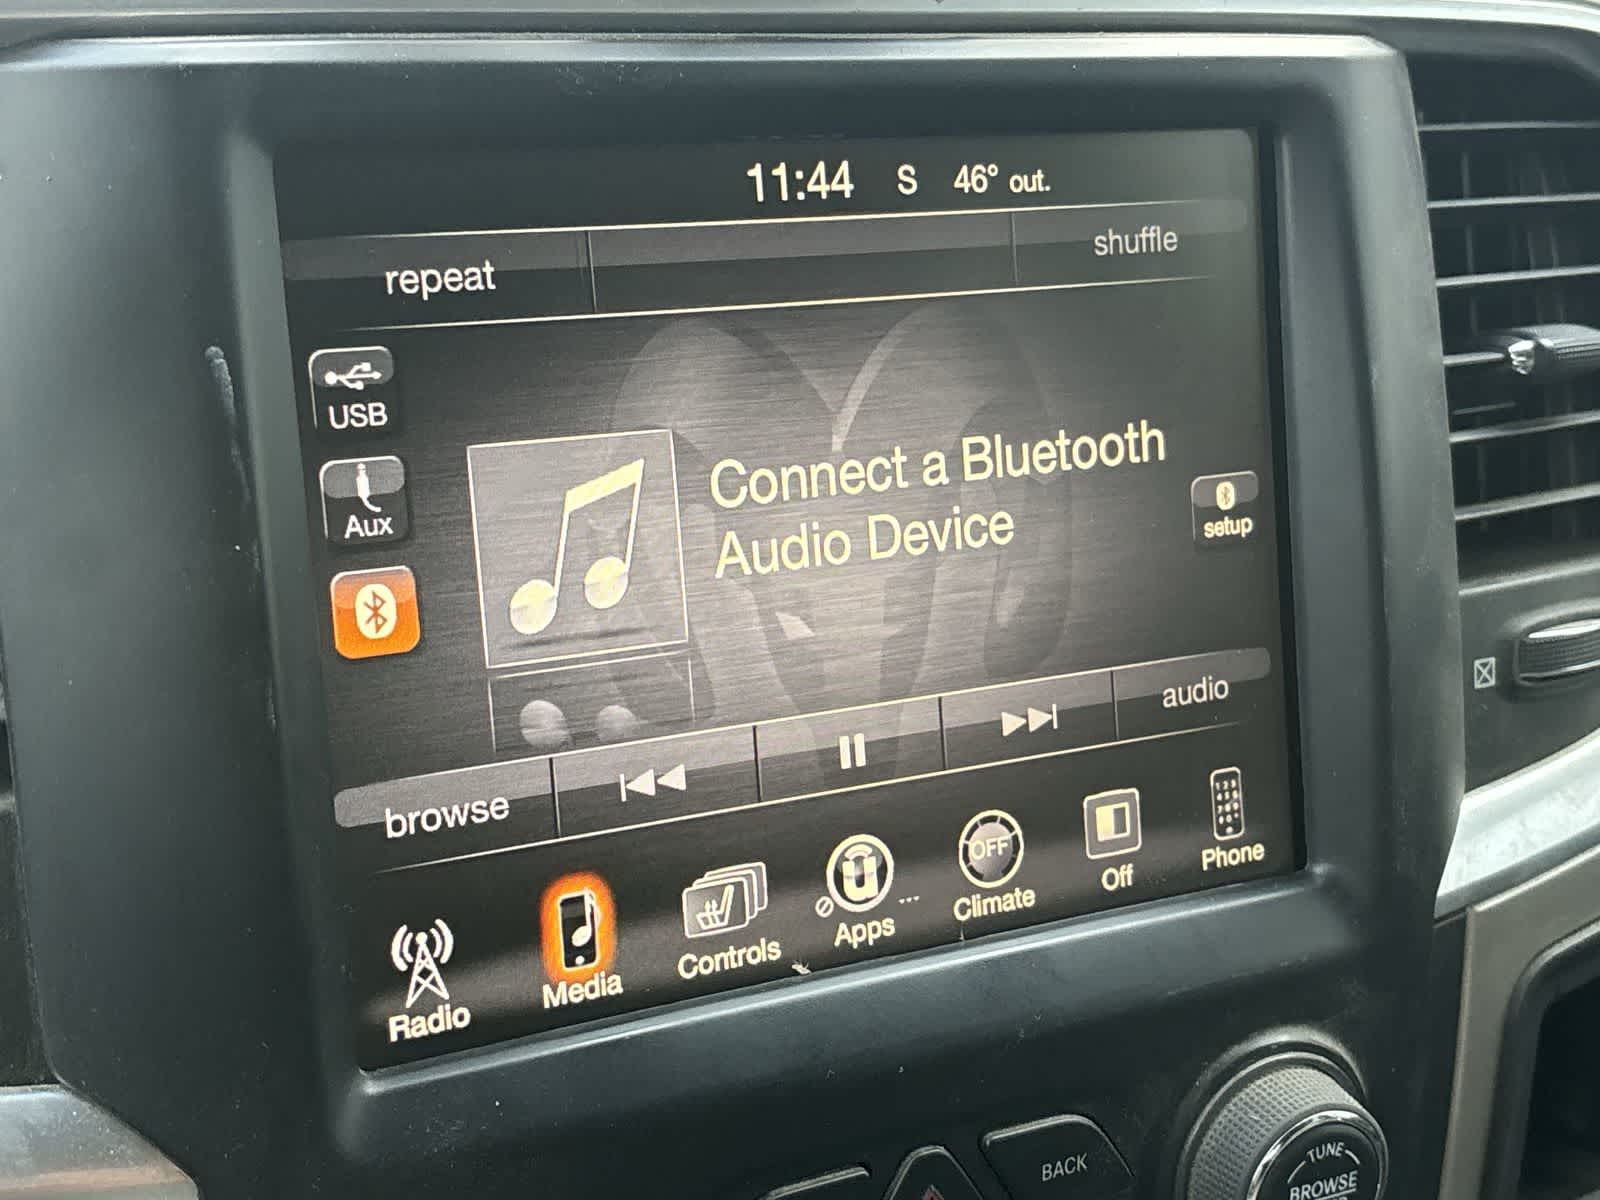 11:44 S 46° out.
repeat
shuffle
USB
Aux
Connect a Bluetooth
Audio Device
setup
browse
audio
Radio
Media
Controls
Apps
OFF
Climate
Off
Phone
BACK
TUNE
BROWSE